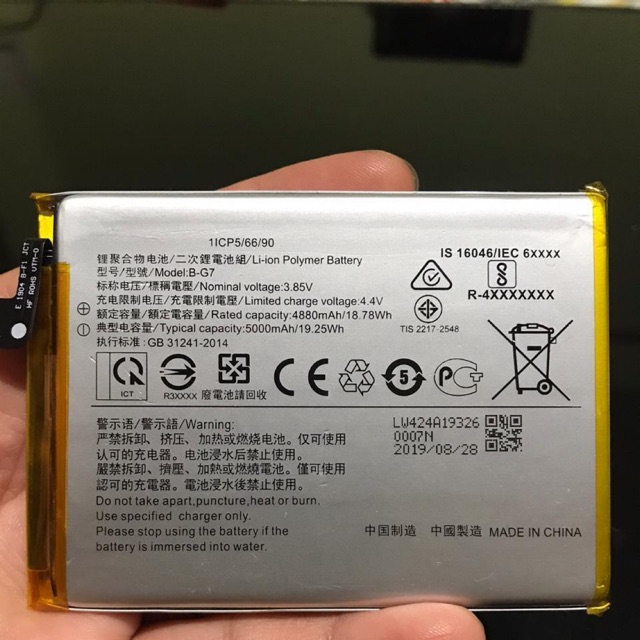 1ICP5/66/90
锂聚合物电池/二次鋰電池組/Li-ion Polymer Battery
型号/型號/Model: B-G7
标称电压/標稱電壓/Nominal voltage: 3.85V
充电限制电压/充電限制電壓/Limited charge voltage: 4.4V
额定容量/額定容量/Rated capacity: 4880mAh/18.78Wh
典型电容量/Typical capacity: 5000mAh/19.25Wh
执行标准: GB 31241-2014
IS 16046/IEC 6XXXX
R-4XXXXXXX
TIS 2217-2548
ICT
R3XXXX
廢電池請回收
CE
5
警示语/警示語/Warning:
严禁拆卸、挤压、加热或燃烧电池。仅可使用
认可的充电器。电池浸水后禁止使用。
嚴禁拆卸、擠壓、加熱或燃燒電池。僅可使用
認可的充電器。電池浸水後禁止使用。
Do not take apart,puncture,heat or burn.
Use specified charger only.
Please stop using the battery if the
battery is immersed into water.
LW424A19326
0007N
2019/08/28
中国制造 中國製造 MADE IN CHINA
E 1904 B-F1 JCT
HF ROHS VTM-0